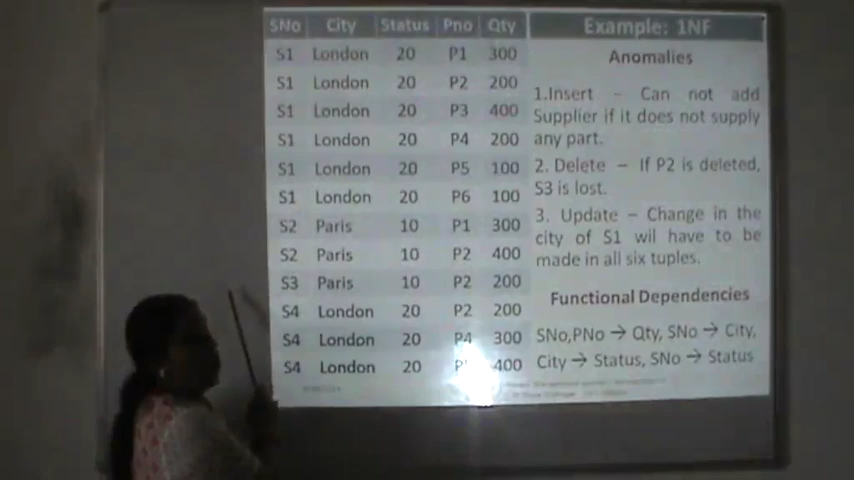 SNo City Status Pno Qty
S1 London 20 P1 300
S1 London 20 P2 200
S1 London 20 P3 400
S1 London 20 P4 200
S1 London 20 P5 100
S1 London 20 P6 100
S2 Paris 10 P1 300
S2 Paris 10 P2 400
S3 Paris 10 P2 200
S4 London 20 P2 200
S4 London 20 P4 300
S4 London 20 400
Example: 1NF
Anomalies
1.Insert – Can not add
Supplier if it does not supply
any part.
2. Delete – If P2 is deleted,
S3 is lost.
3. Update – Change in the
city of S1 wil have to be
made in all six tuples.
Functional Dependencies
SNo,PNo → Qty, SNo → City,
City → Status, SNo → Status